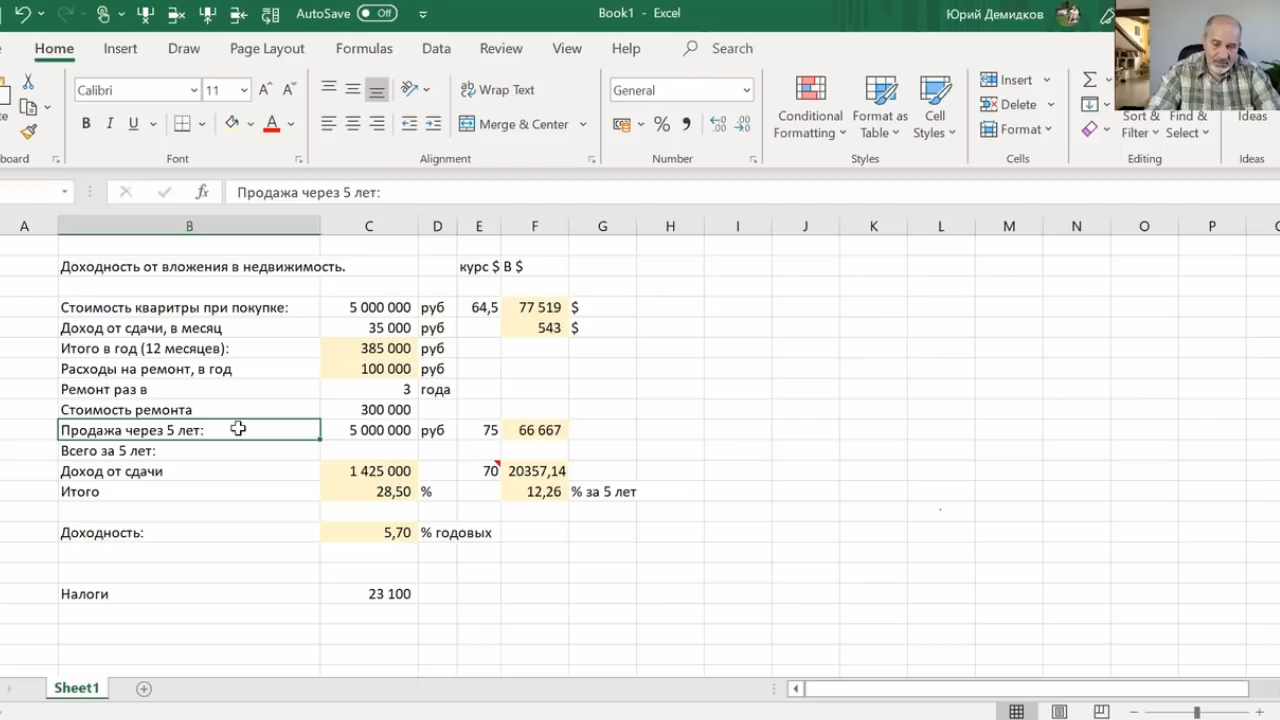 AutoSave Off Book1 - Excel Юрий Демидков
Home Insert Draw Page Layout Formulas Data Review View Help Search
Calibri 11 Wrap Text General Conditional Formatting Format as Table Cell Styles Insert
B I U Merge & Center % Delete Sort & Filter Find & Select Ideas
Format
Font Alignment Number Styles Cells Editing Ideas
fx Продажа через 5 лет:
A B C D E F G H I J K L M N O P
Доходность от вложения в недвижимость. курс $ В $
Стоимость кваритры при покупке: 5 000 000 руб 64,5 77 519 $
Доход от сдачи, в месяц 35 000 руб 543 $
Итого в год (12 месяцев): 385 000 руб
Расходы на ремонт, в год 100 000 руб
Ремонт раз в 3 года
Стоимость ремонта 300 000
Продажа через 5 лет: 5 000 000 руб 75 66 667
Всего за 5 лет:
Доход от сдачи 1 425 000 70 20357,14
Итого 28,50 % 12,26 % за 5 лет
Доходность: 5,70 % годовых
Налоги 23 100
Sheet1